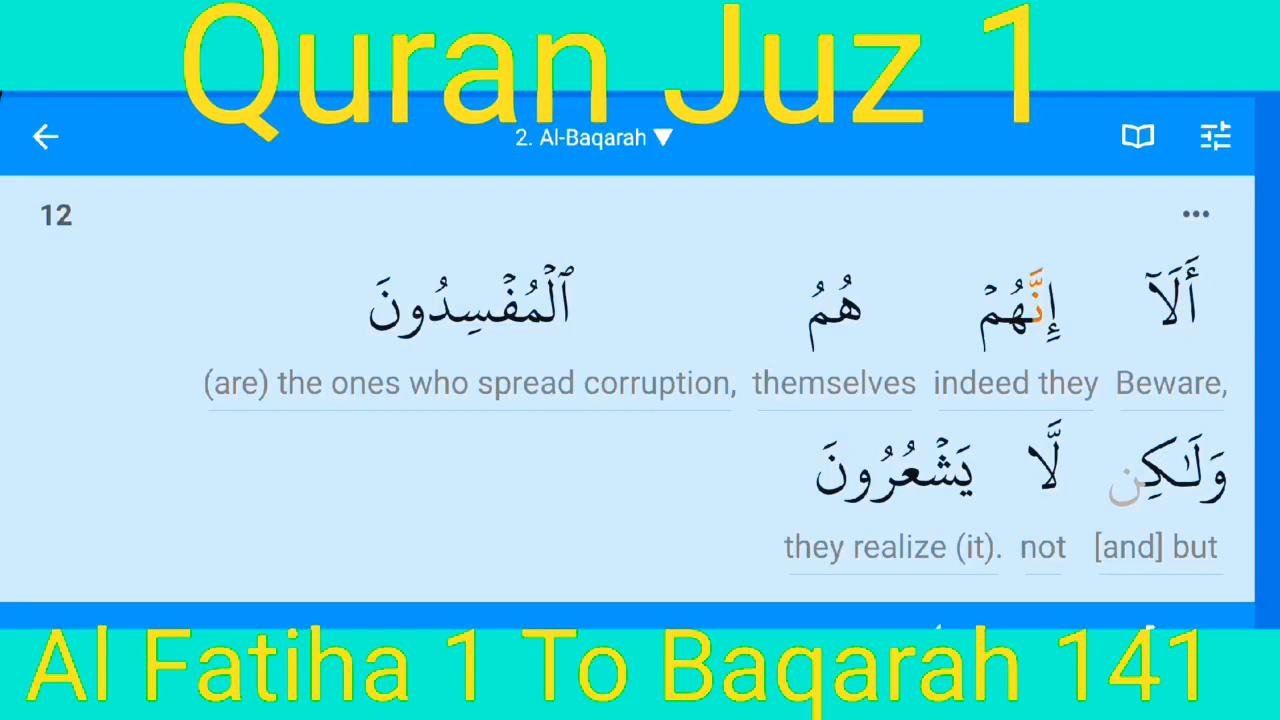 Quran Juz 1
2. Al-Baqarah ▼
12
أَلَآ إِنَّهُمْ هُمُ ٱلْمُفْسِدُونَ
Beware, indeed they themselves (are) the ones who spread corruption,
وَلَـٰكِن لَّا يَشْعُرُونَ
[and] but not they realize (it).
Al Fatiha 1 To Baqarah 141